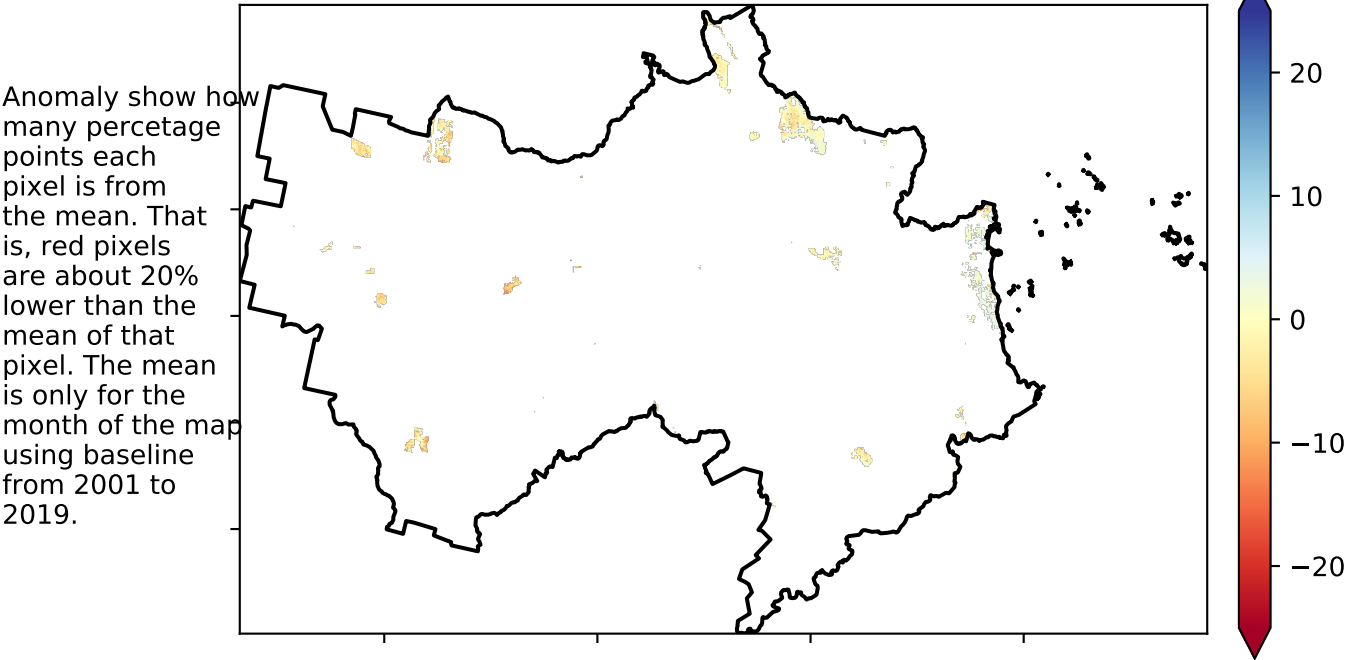 Anomaly show how
many percetage
points each
pixel is from
the mean. That
is, red pixels
are about 20%
lower than the
mean of that
pixel. The mean
is only for the
month of the map
using baseline
from 2001 to
2019.
20
10
0
−10
−20